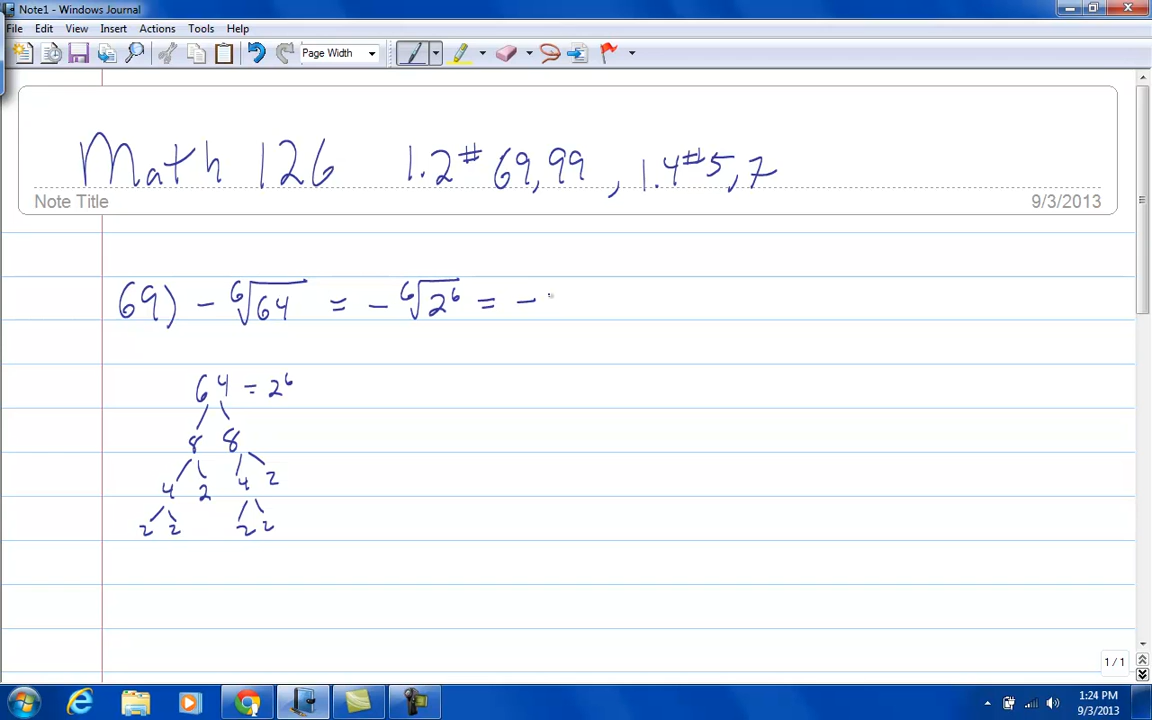 Note1 - Windows Journal
File Edit View Insert Actions Tools Help
Page Width
Math 126 1.2 # 69, 99, 1.4 # 5, 7
Note Title 9/3/2013
69) - ⁶√64 = - ⁶√2⁶ = -
64 = 2⁶
8 8
4 2 4 2
2 2 2 2
1 / 1
1:24 PM
9/3/2013